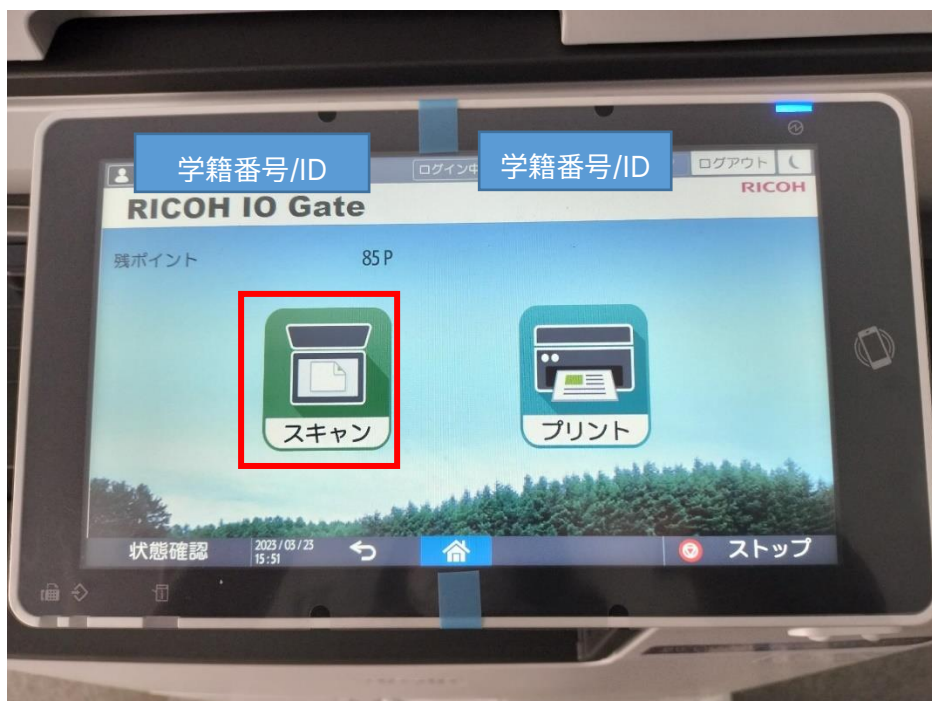 学籍番号/ID
ログイン中
学籍番号/ID
ログアウト
RICOH
RICOH IO Gate
残ポイント 85 P
スキャン
プリント
状態確認
2023 / 03 / 23
15 : 51
ストップ